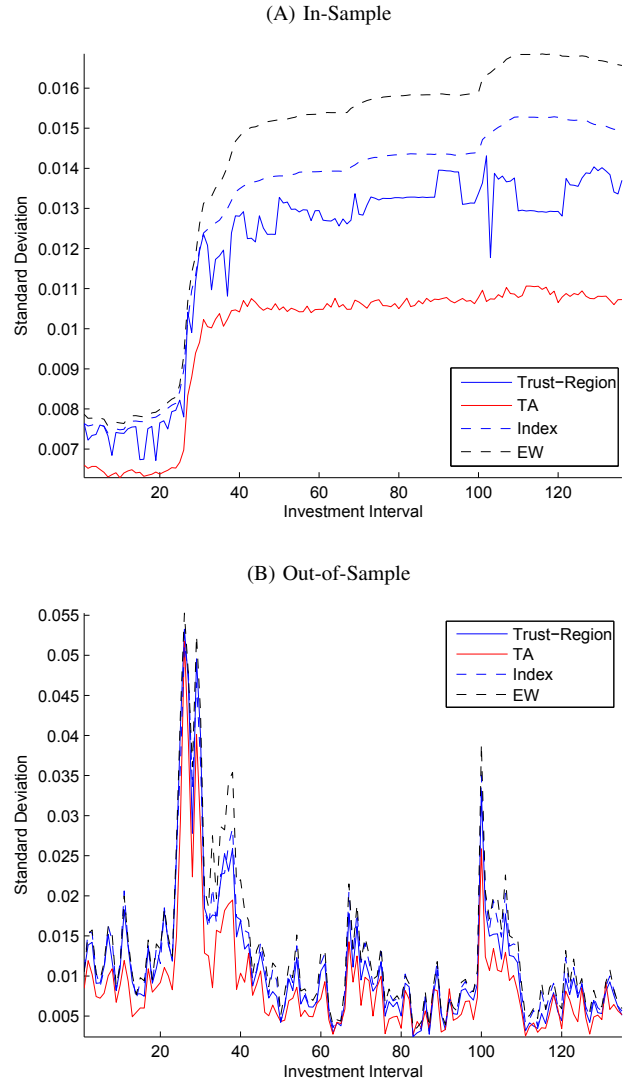 (A) In-Sample
0.016
0.015
0.014
0.013
0.012
0.011
0.01
0.009
0.008
0.007
Standard Deviation
Trust−Region
TA
Index
EW
20 40 60 80 100 120
Investment Interval
(B) Out-of-Sample
0.055
0.05
0.045
0.04
0.035
0.03
0.025
0.02
0.015
0.01
0.005
Standard Deviation
Trust−Region
TA
Index
EW
20 40 60 80 100 120
Investment Interval